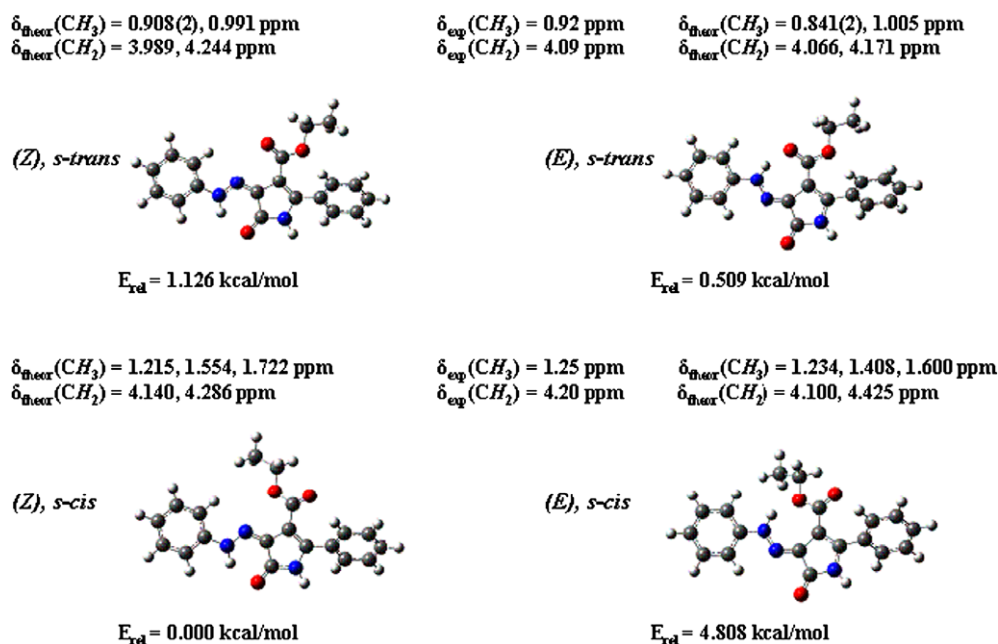 δtheor(CH3) = 0.908(2), 0.991 ppm
δtheor(CH2) = 3.989, 4.244 ppm
δexp(CH3) = 0.92 ppm
δexp(CH2) = 4.09 ppm
δtheor(CH3) = 0.841(2), 1.005 ppm
δtheor(CH2) = 4.066, 4.171 ppm
(Z), s-trans
(E), s-trans
Erel = 1.126 kcal/mol
Erel = 0.509 kcal/mol
δtheor(CH3) = 1.215, 1.554, 1.722 ppm
δtheor(CH2) = 4.140, 4.286 ppm
δexp(CH3) = 1.25 ppm
δexp(CH2) = 4.20 ppm
δtheor(CH3) = 1.234, 1.408, 1.600 ppm
δtheor(CH2) = 4.100, 4.425 ppm
(Z), s-cis
(E), s-cis
Erel = 0.000 kcal/mol
Erel = 4.808 kcal/mol